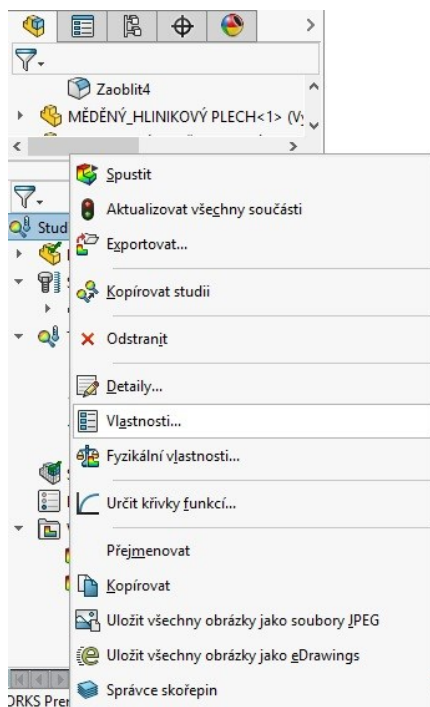 Zaoblit4
MĚDĚNÝ_HLINIKOVÝ PLECH<1> (V
Spustit
Aktualizovat všechny součásti
Stud
Exportovat...
Kopírovat studii
Odstranit
Detaily...
Vlastnosti...
Fyzikální vlastnosti...
Určit křivky funkcí...
Přejmenovat
Kopírovat
Uložit všechny obrázky jako soubory JPEG
Uložit všechny obrázky jako eDrawings
Správce skořepin
ORKS Prer